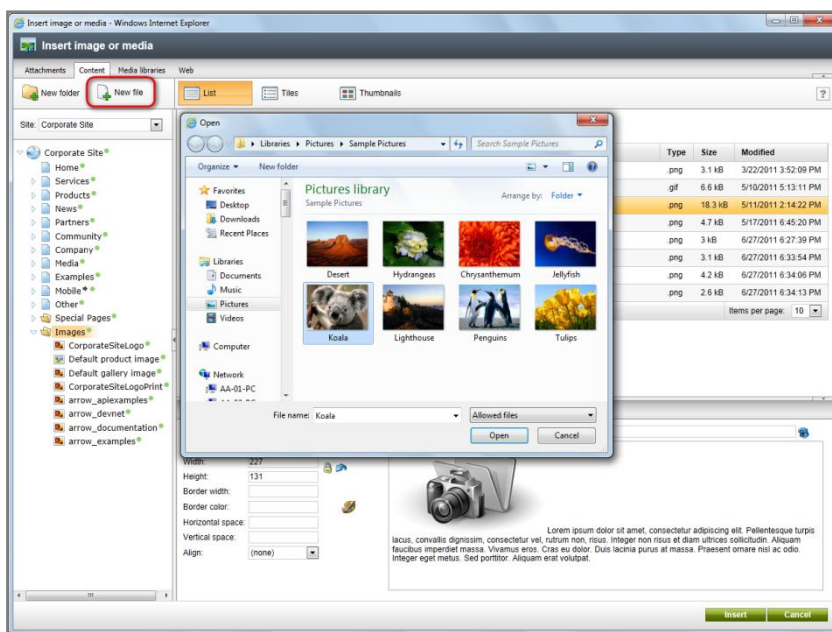 Insert image or media - Windows Internet Explorer
Insert image or media
Attachments Content Media libraries Web
New folder New file List Tiles Thumbnails ?
Site: Corporate Site
Corporate Site
Home
Services
Products
News
Partners
Community
Company
Media
Examples
Mobile
Other
Special Pages
Images
CorporateSiteLogo
Default product image
Default gallery image
CorporateSiteLogoPrint
arrow_apiexamples
arrow_devnet
arrow_documentation
arrow_examples
Open
Libraries Pictures Sample Pictures Search Sample Pictures
Organize New folder
Favorites
Desktop
Downloads
Recent Places
Libraries
Documents
Music
Pictures
Videos
Computer
Network
AA-01-PC
Pictures library
Sample Pictures
Arrange by: Folder
Desert Hydrangeas Chrysanthemum Jellyfish
Koala Lighthouse Penguins Tulips
File name: Koala Allowed files
Open Cancel
Type Size Modified
.png 3.1 kB 3/22/2011 3:52:09 PM
.gif 6.6 kB 5/10/2011 5:13:11 PM
.png 18.3 kB 5/11/2011 2:14:22 PM
.png 4.7 kB 5/17/2011 6:45:20 PM
.png 3 kB 6/27/2011 6:27:39 PM
.png 3.1 kB 6/27/2011 6:33:54 PM
.png 4.2 kB 6/27/2011 6:34:06 PM
.png 2.6 kB 6/27/2011 6:34:13 PM
Items per page: 10
Width: 227
Height: 131
Border width:
Border color:
Horizontal space:
Vertical space:
Align: (none)
Lorem ipsum dolor sit amet, consectetur adipiscing elit. Pellentesque turpis
lacus, convallis dignissim, consectetur vel, rutrum non, risus. Integer non risus et diam ultrices sollicitudin. Aliquam
faucibus imperdiet massa. Vivamus eros. Cras eu dolor. Duis lacinia purus at massa. Praesent ornare nisl ac odio.
Integer eget metus. Sed porttitor. Aliquam erat volutpat.
Insert Cancel